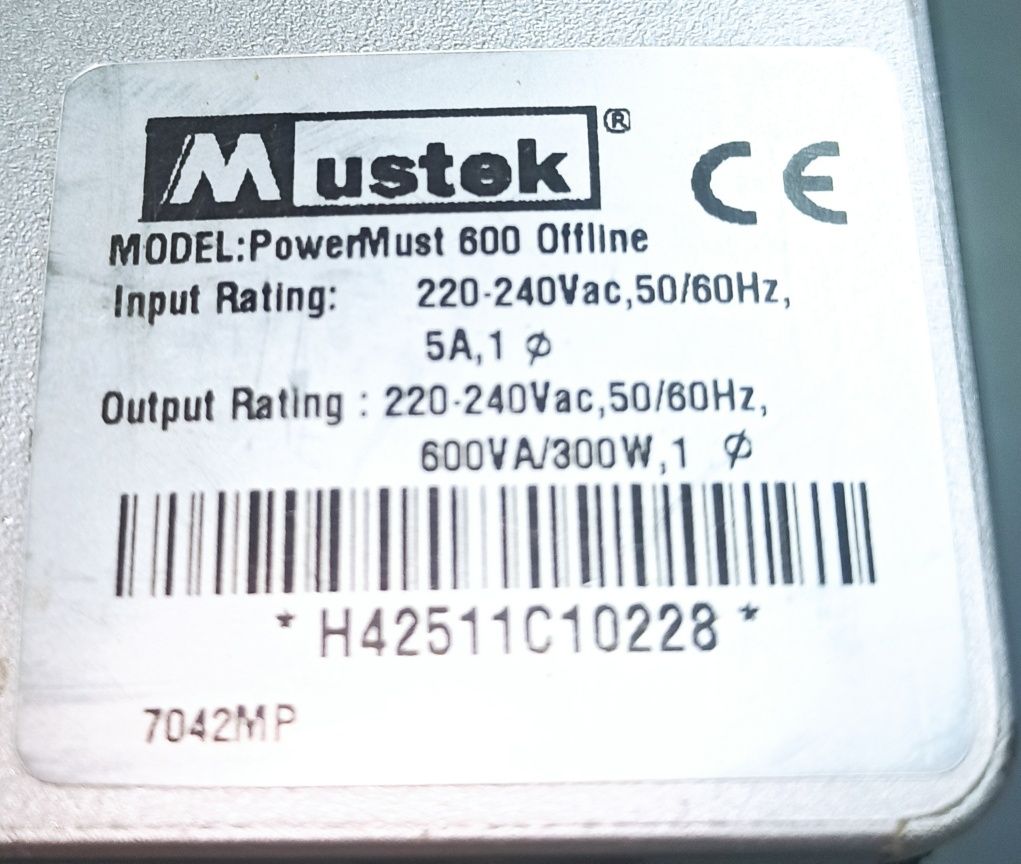 Mustek®
CE
MODEL:PowerMust 600 Offline
Input Rating: 220-240Vac,50/60Hz,
5A,1 ϕ
Output Rating : 220-240Vac,50/60Hz,
600VA/300W,1 ϕ
*H42511C10228*
7042MP